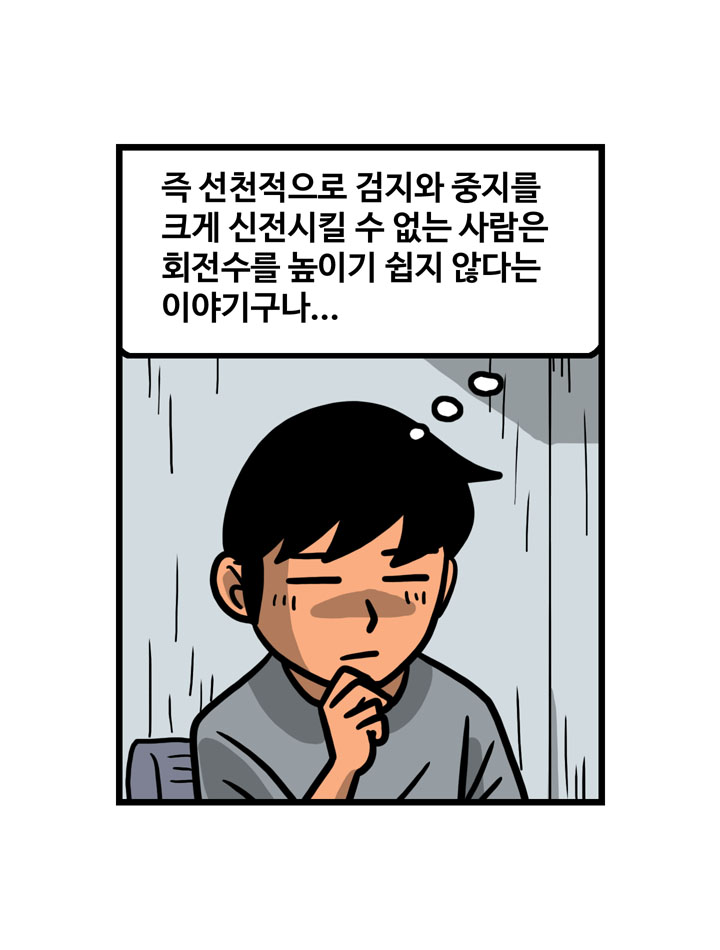 즉 선천적으로 검지와 중지를
크게 신전시킬 수 없는 사람은
회전수를 높이기 쉽지 않다는
이야기구나...